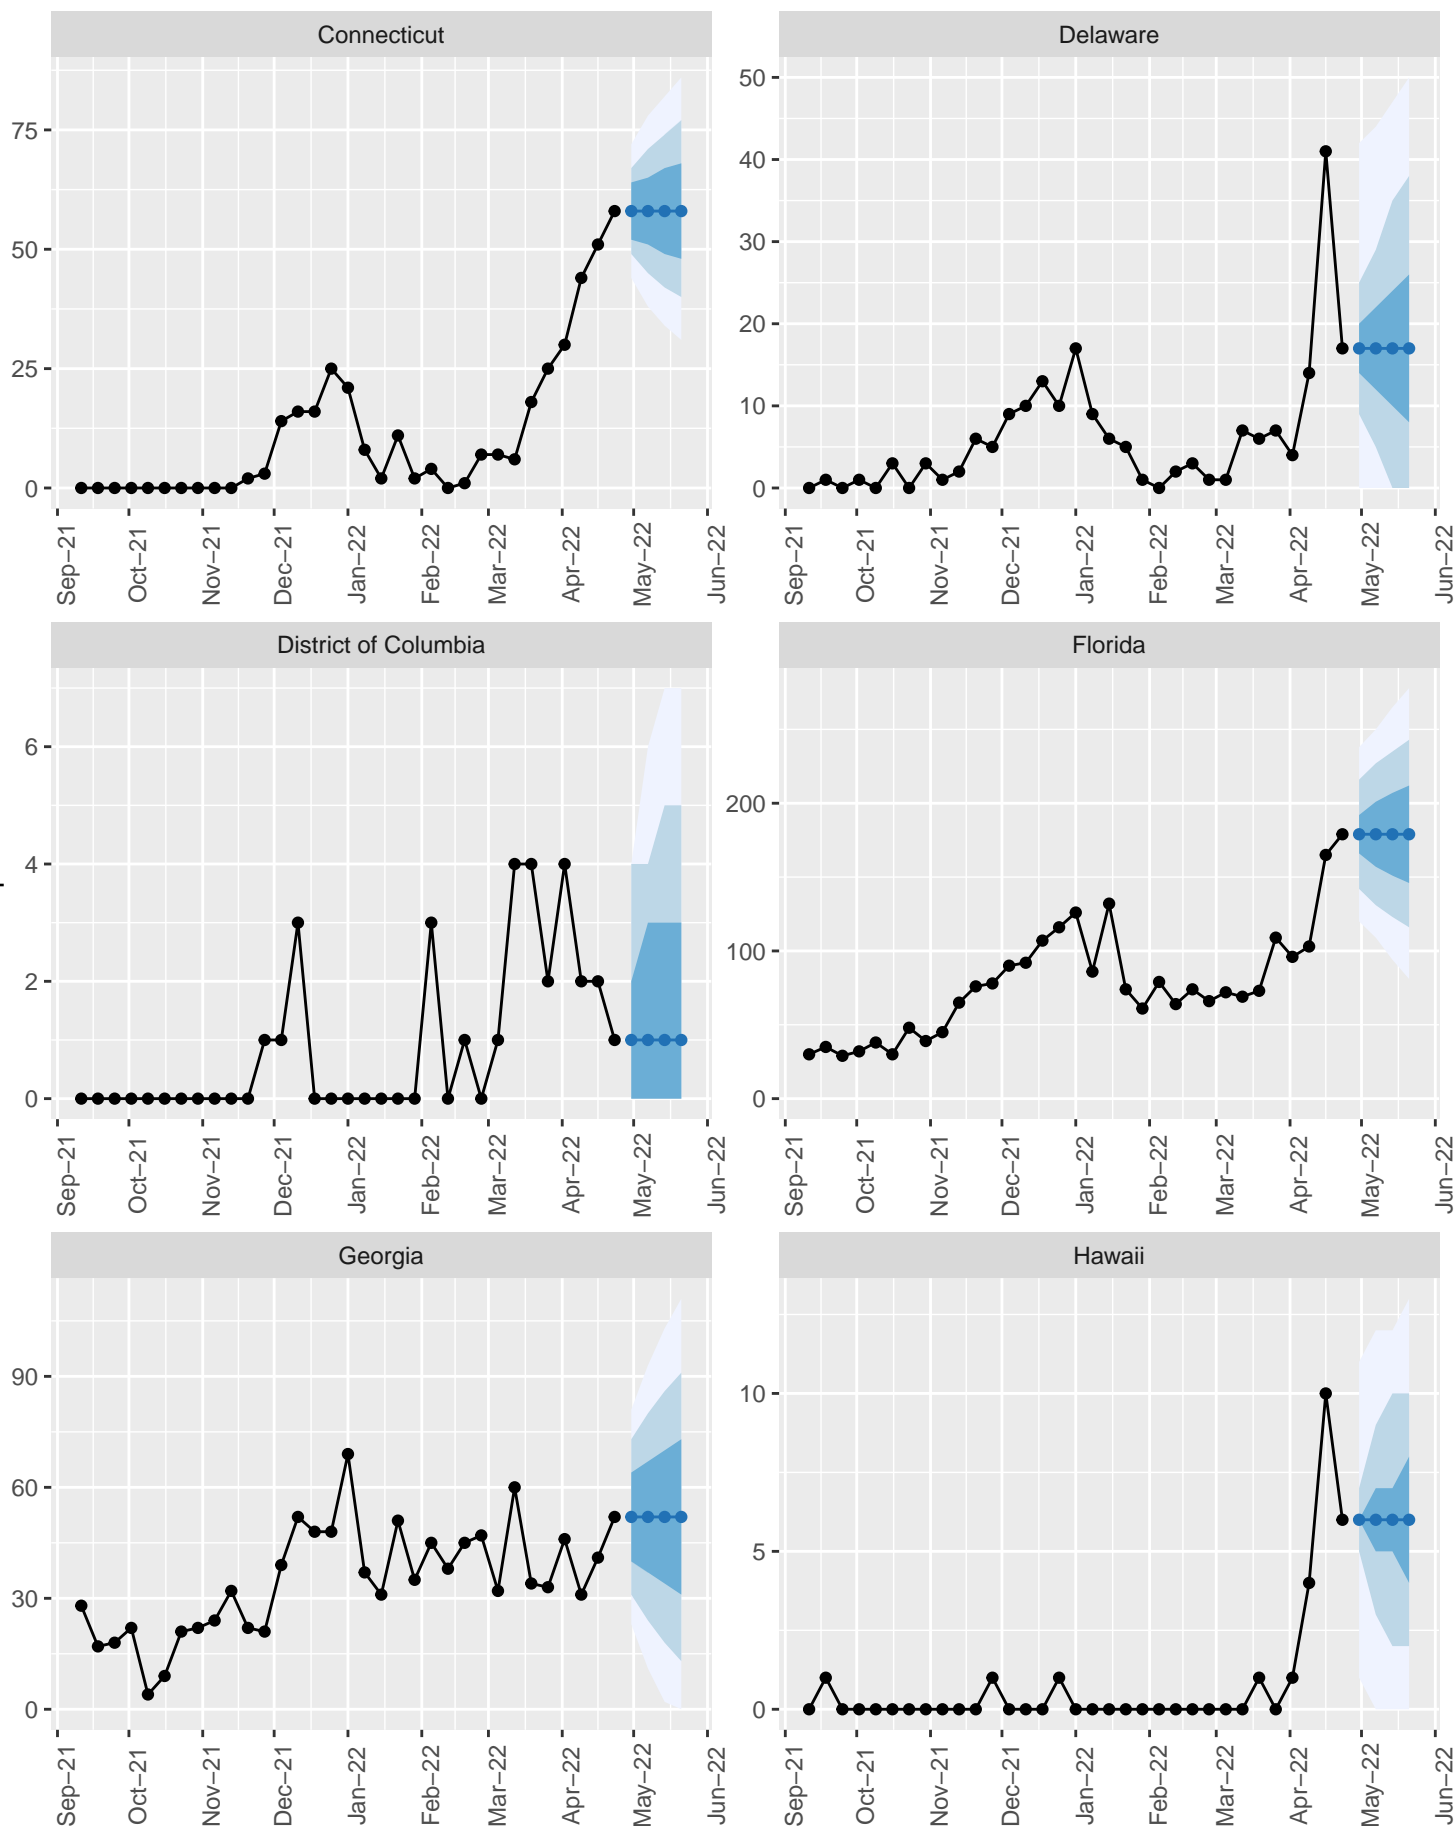 Connecticut
75
50
25
0
Sep−21
Oct−21
Nov−21
Dec−21
Jan−22
Feb−22
Mar−22
Apr−22
May−22
Jun−22
Delaware
50
40
30
20
10
0
Sep−21
Oct−21
Nov−21
Dec−21
Jan−22
Feb−22
Mar−22
Apr−22
May−22
Jun−22
District of Columbia
6
4
2
0
Sep−21
Oct−21
Nov−21
Dec−21
Jan−22
Feb−22
Mar−22
Apr−22
May−22
Jun−22
Florida
200
100
0
Sep−21
Oct−21
Nov−21
Dec−21
Jan−22
Feb−22
Mar−22
Apr−22
May−22
Jun−22
Georgia
90
60
30
0
Sep−21
Oct−21
Nov−21
Dec−21
Jan−22
Feb−22
Mar−22
Apr−22
May−22
Jun−22
Hawaii
10
5
0
Sep−21
Oct−21
Nov−21
Dec−21
Jan−22
Feb−22
Mar−22
Apr−22
May−22
Jun−22